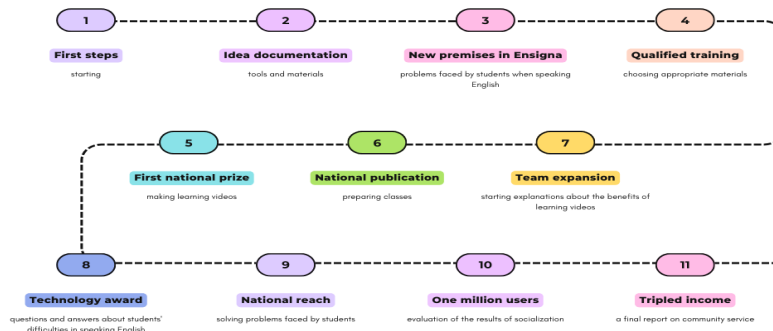 1
2
3
4
First steps
Idea documentation
New premises in Ensigna
Qualified training
starting
tools and materials
problems faced by students when speaking
English
choosing appropriate materials
5
6
7
First national prize
National publication
Team expansion
making learning videos
preparing classes
starting explanations about the benefits of
learning videos
8
9
10
11
Technology award
National reach
One million users
Tripled income
questions and answers about students'
difficulties in speaking English
solving problems faced by students
evaluation of the results of socialization
a final report on community service